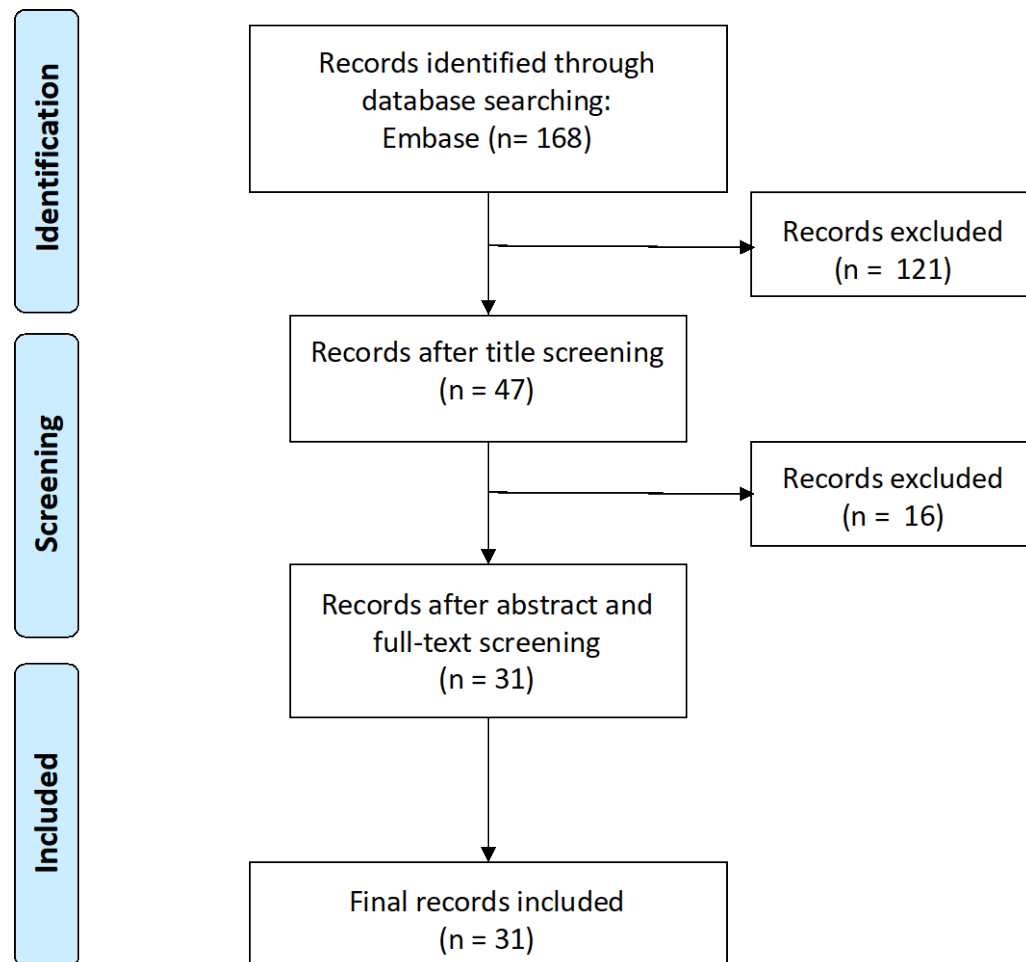 Identification
Records identified through
database searching:
Embase (n= 168)
Records excluded
(n =  121)
Records after title screening
(n = 47)
Screening
Records excluded
(n =  16)
Records after abstract and
full-text screening
(n = 31)
Included
Final records included
(n = 31)